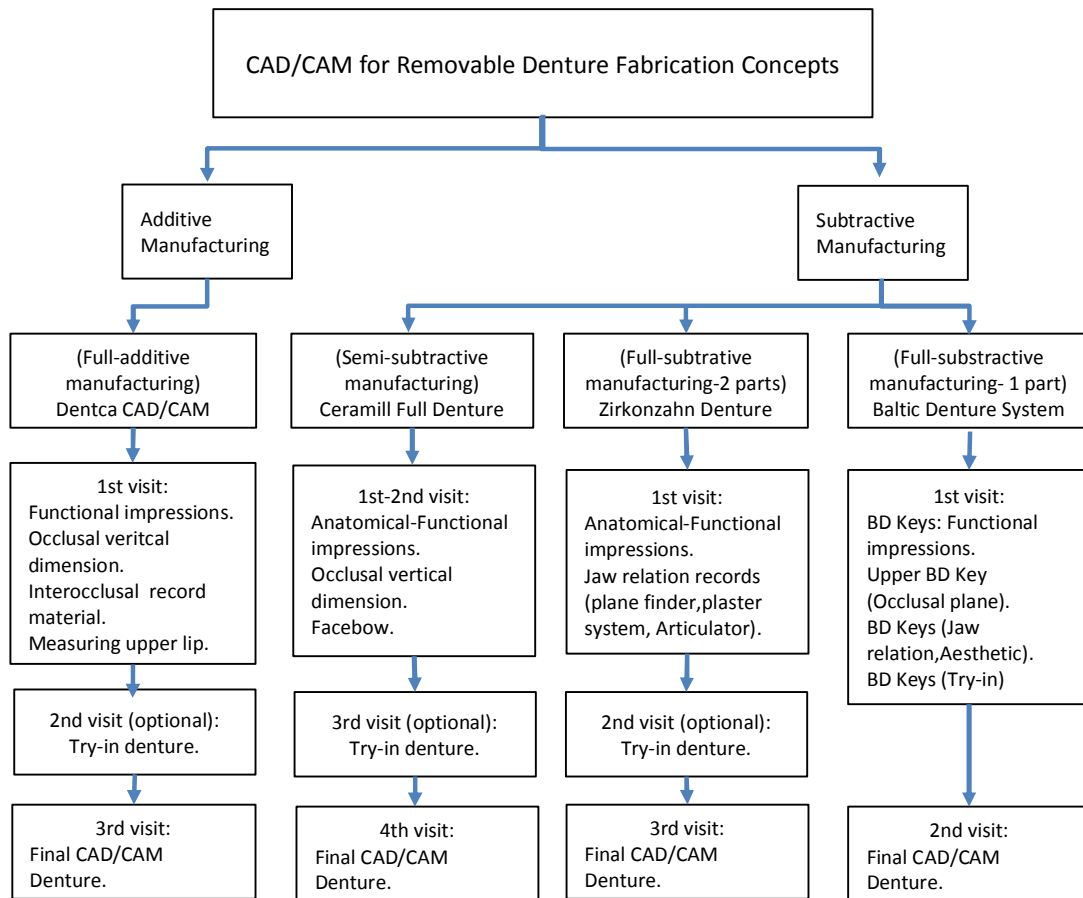 CAD/CAM for Removable Denture Fabrication Concepts
Additive
Manufacturing
Subtractive
Manufacturing
(Full-additive
manufacturing)
Dentca CAD/CAM
(Semi-subtractive
manufacturing)
Ceramill Full Denture
(Full-subtrative
manufacturing-2 parts)
Zirkonzahn Denture
(Full-substractive
manufacturing- 1 part)
Baltic Denture System
1st visit:
Functional impressions.
Occlusal veritcal
dimension.
Interocclusal record
material.
Measuring upper lip.
1st-2nd visit:
Anatomical-Functional
impressions.
Occlusal vertical
dimension.
Facebow.
1st visit:
Anatomical-Functional
impressions.
Jaw relation records
(plane finder,plaster
system, Articulator).
1st visit:
BD Keys: Functional
impressions.
Upper BD Key
(Occlusal plane).
BD Keys (Jaw
relation,Aesthetic).
BD Keys (Try-in)
2nd visit (optional):
Try-in denture.
3rd visit (optional):
Try-in denture.
2nd visit (optional):
Try-in denture.
3rd visit:
Final CAD/CAM
Denture.
4th visit:
Final CAD/CAM
Denture.
3rd visit:
Final CAD/CAM
Denture.
2nd visit:
Final CAD/CAM
Denture.